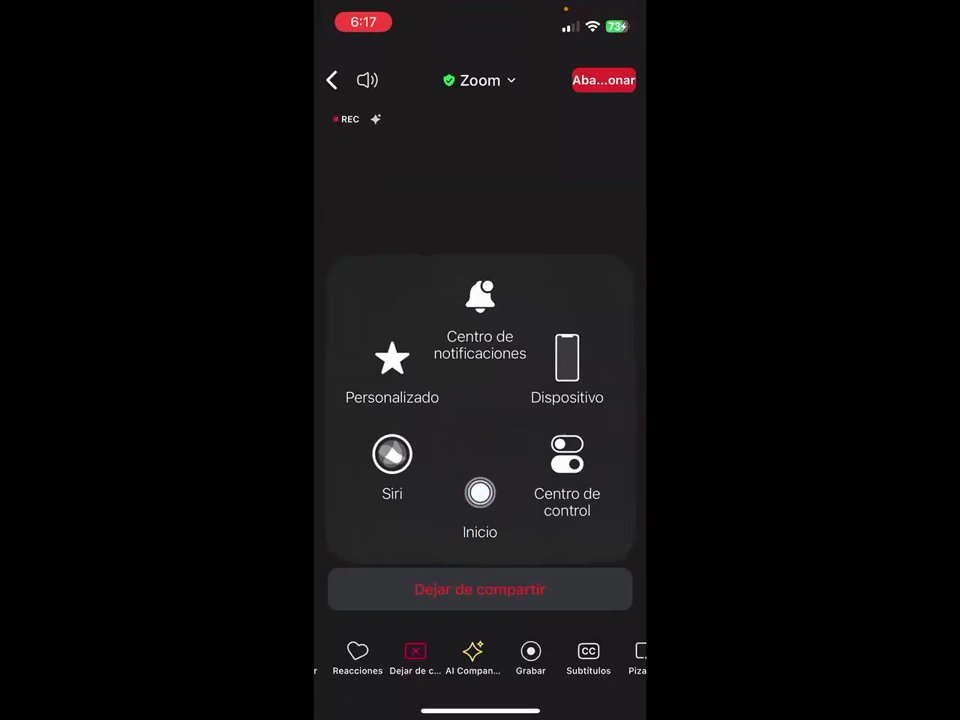 6:17
73
Zoom
Aba...onar
REC
Centro de
notificaciones
Personalizado
Dispositivo
Siri
Centro de
control
Inicio
Dejar de compartir
r
Reacciones
Dejar de c...
AI Compan...
Grabar
CC
Subtítulos
Piza